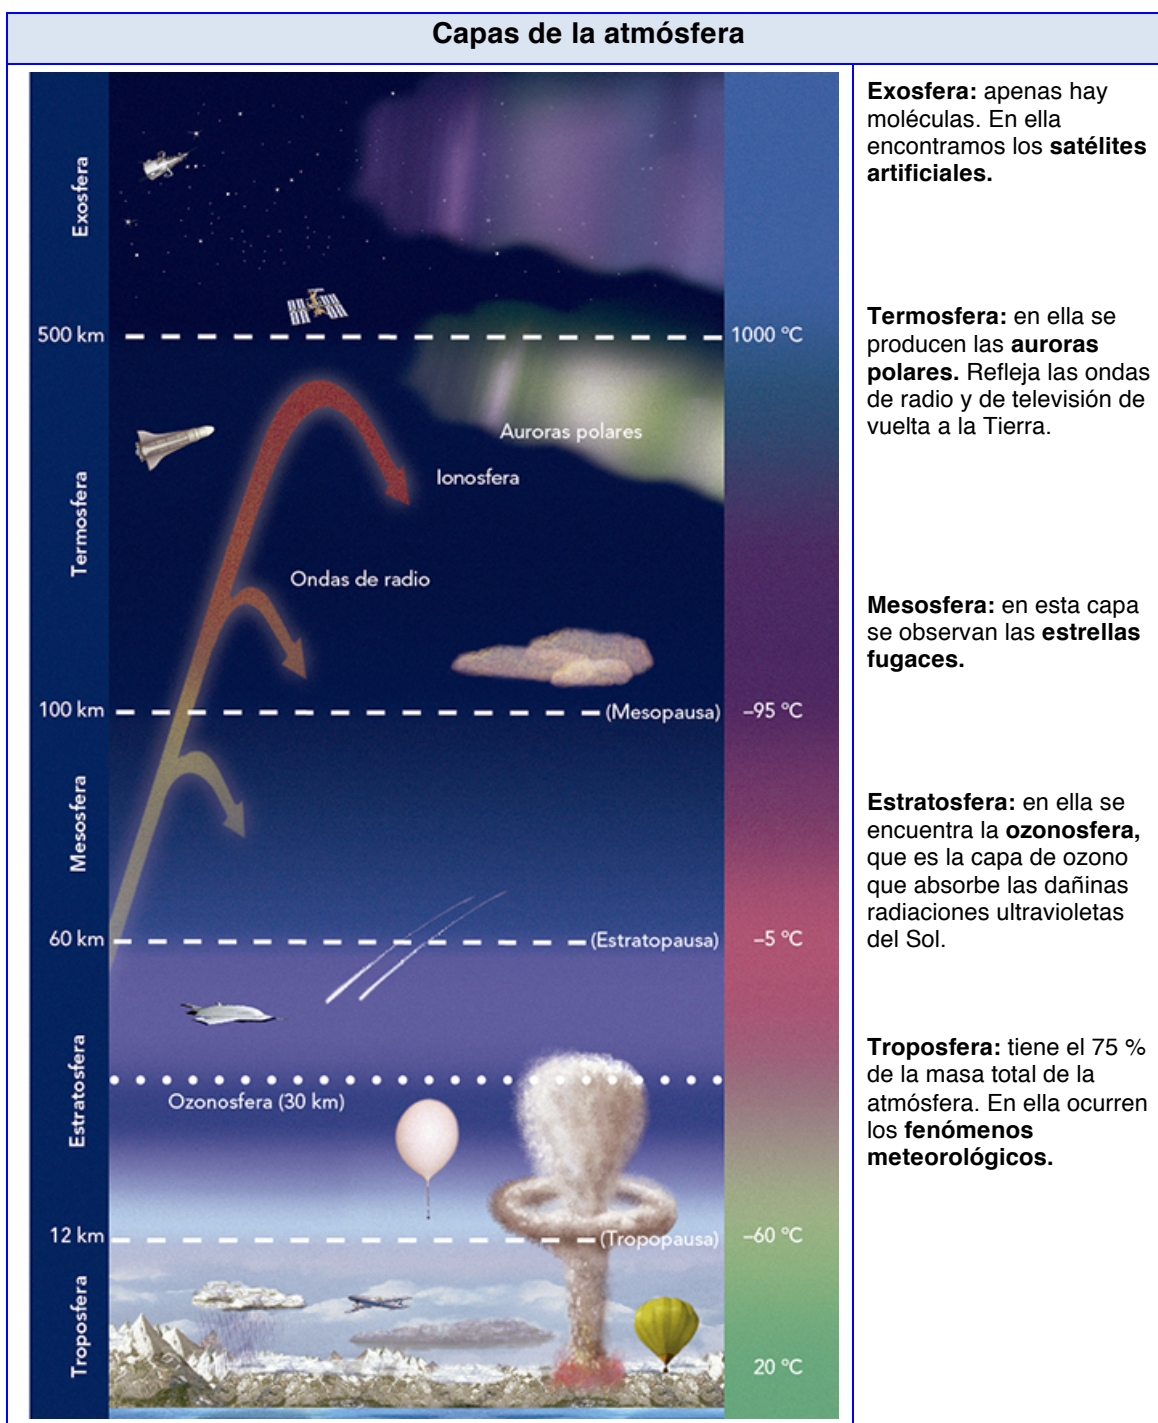 Capas de la atmósfera
Exosfera
500 km
1000 ºC
Auroras polares
Ionosfera
Termosfera
Ondas de radio
100 km
(Mesopausa)
–95 ºC
Mesosfera
60 km
(Estratopausa)
–5 ºC
Estratosfera
Ozonosfera (30 km)
12 km
(Tropopausa)
–60 ºC
Troposfera
20 ºC
Exosfera: apenas hay
moléculas. En ella
encontramos los satélites
artificiales.
Termosfera: en ella se
producen las auroras
polares. Refleja las ondas
de radio y de televisión de
vuelta a la Tierra.
Mesosfera: en esta capa
se observan las estrellas
fugaces.
Estratosfera: en ella se
encuentra la ozonosfera,
que es la capa de ozono
que absorbe las dañinas
radiaciones ultravioletas
del Sol.
Troposfera: tiene el 75 %
de la masa total de la
atmósfera. En ella ocurren
los fenómenos
meteorológicos.